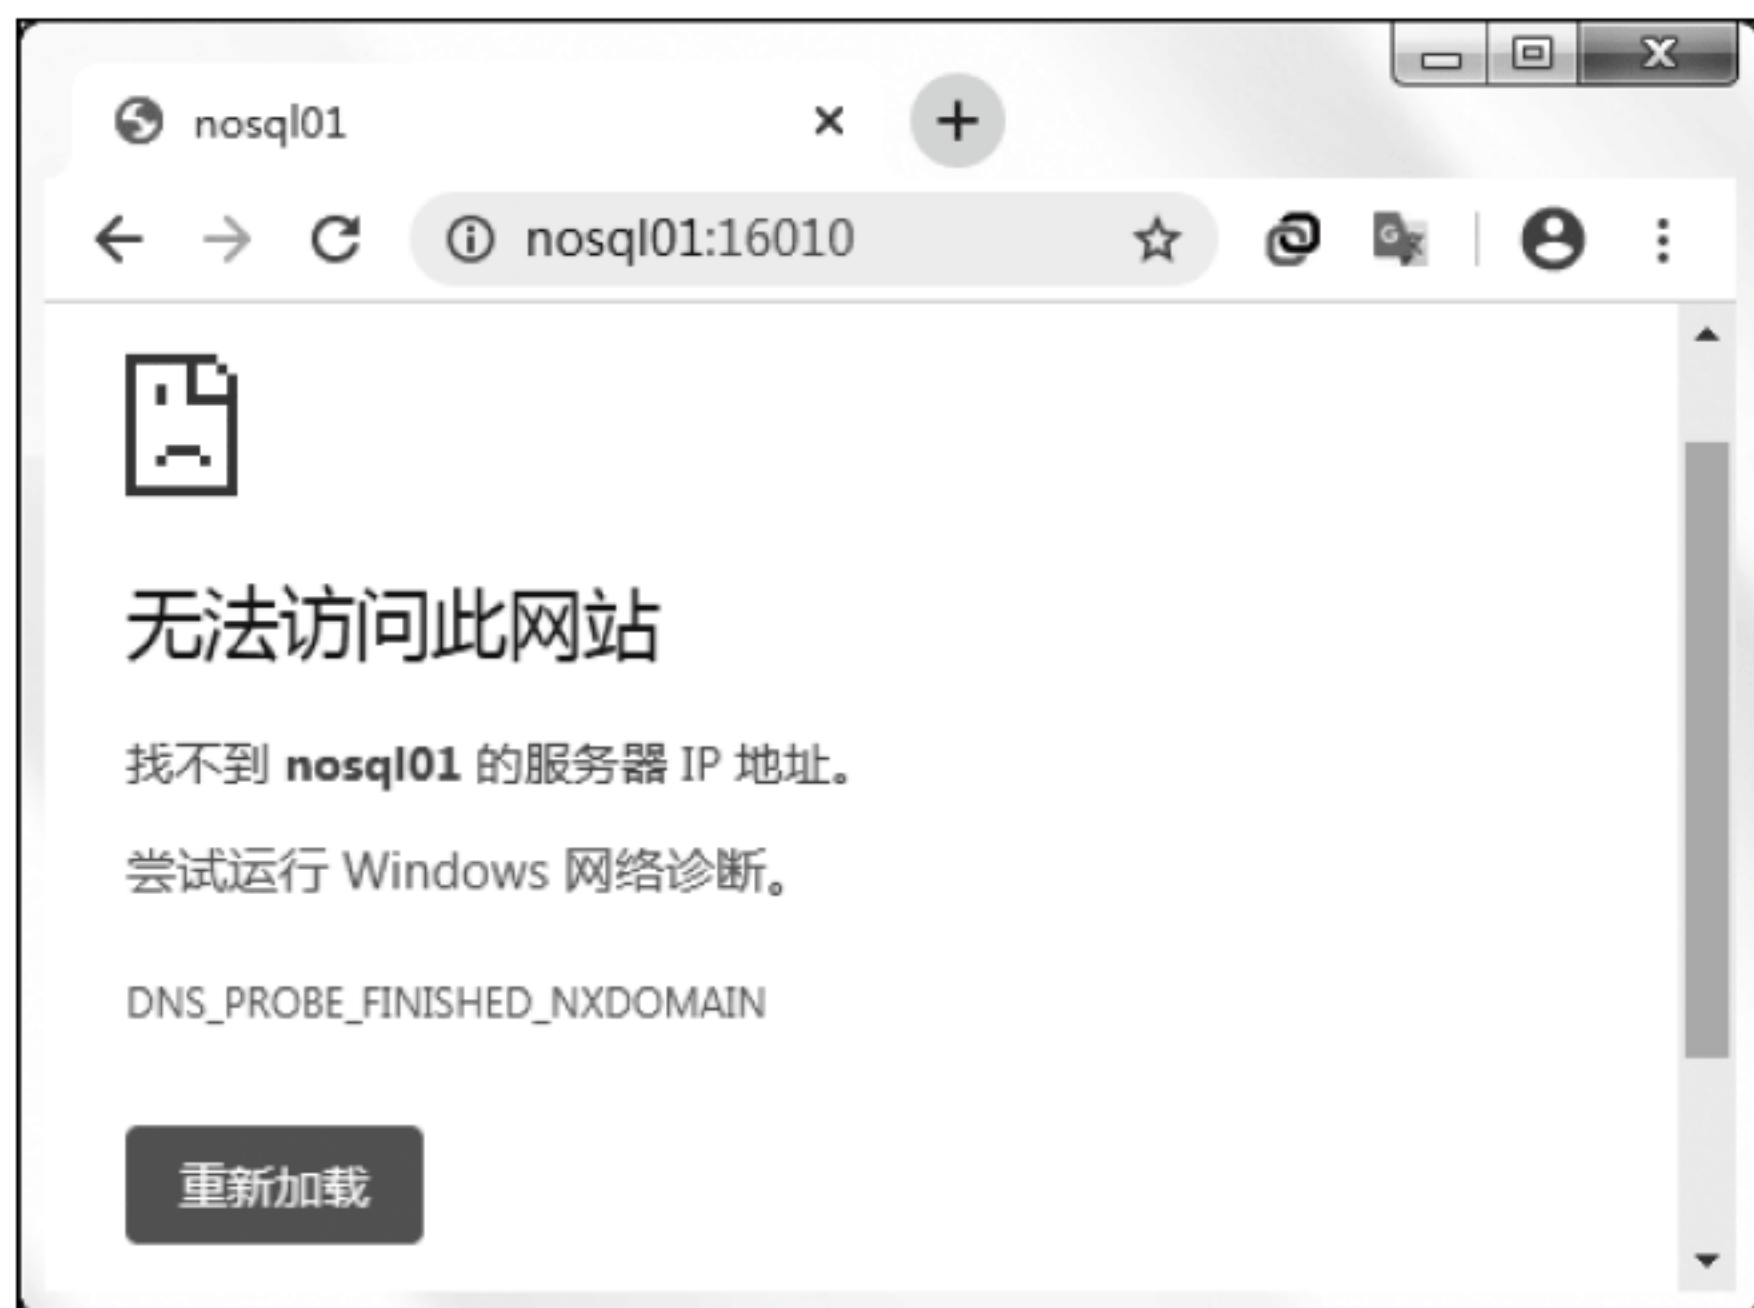 nosql01
nosql01:16010
无法访问此网站
找不到 nosql01 的服务器 IP 地址。
尝试运行 Windows 网络诊断。
DNS_PROBE_FINISHED_NXDOMAIN
重新加载